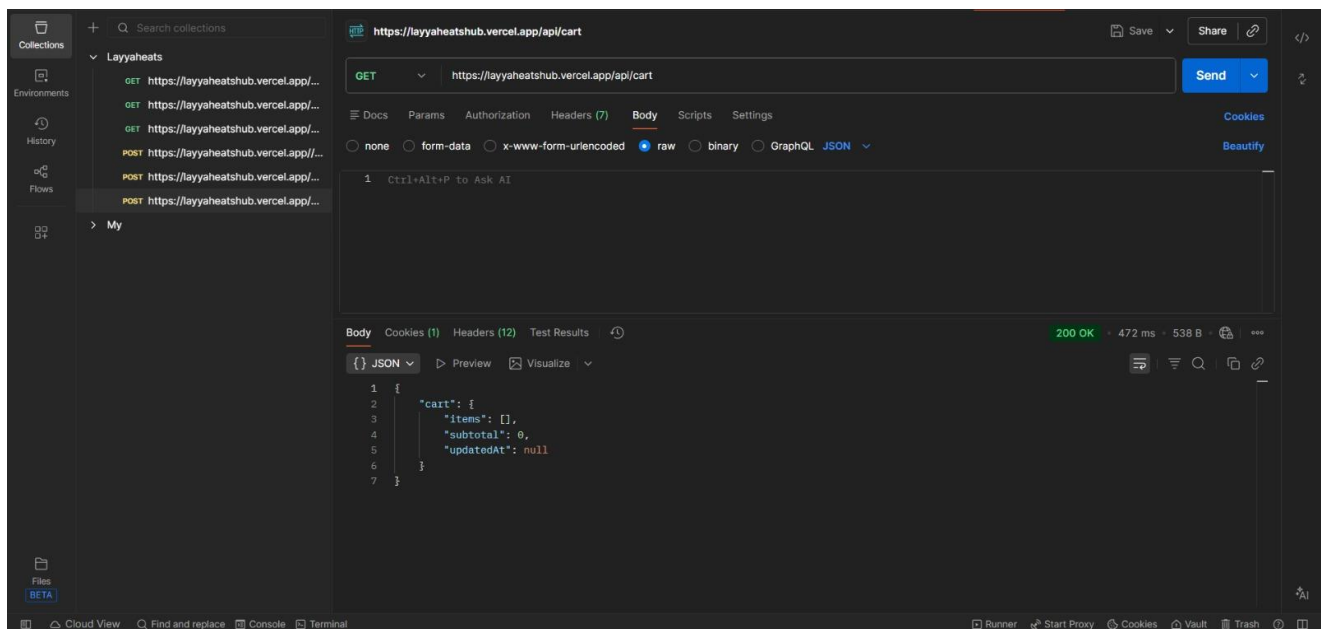 Collections
Environments
History
Flows
Files
BETA
Search collections
Layyaheats
GET https://layyaheatshub.vercel.app/...
GET https://layyaheatshub.vercel.app/...
GET https://layyaheatshub.vercel.app/...
POST https://layyaheatshub.vercel.app//...
POST https://layyaheatshub.vercel.app/...
POST https://layyaheatshub.vercel.app/...
My
HTTP https://layyaheatshub.vercel.app/api/cart
Save Share
GET https://layyaheatshub.vercel.app/api/cart Send
Docs Params Authorization Headers (7) Body Scripts Settings Cookies
none form-data x-www-form-urlencoded raw binary GraphQL JSON Beautify
1 Ctrl+Alt+P to Ask AI
Body Cookies (1) Headers (12) Test Results 200 OK • 472 ms • 538 B
{} JSON Preview Visualize
1 {
2 "cart": {
3 "items": [],
4 "subtotal": 0,
5 "updatedAt": null
6 }
7 }
AI
Cloud View Find and replace Console Terminal Runner Start Proxy Cookies Vault Trash